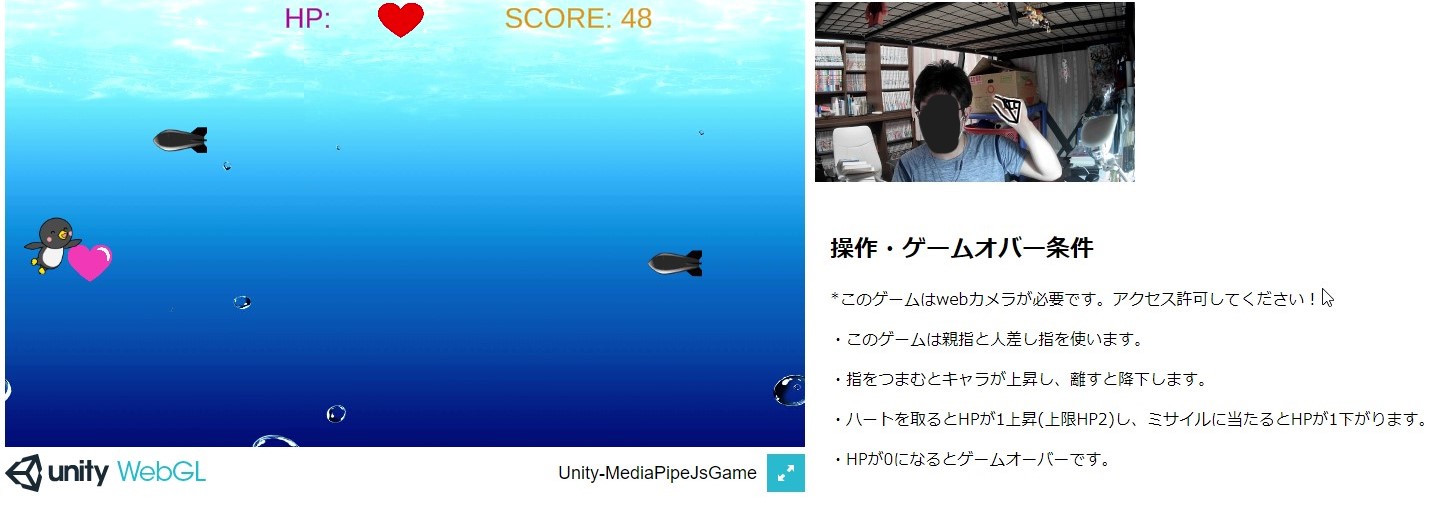 HP:
SCORE: 48
unity WebGL
Unity-MediaPipeJsGame
操作・ゲームオバー条件
*このゲームはwebカメラが必要です。アクセス許可してください！
・このゲームは親指と人差し指を使います。
・指をつまむとキャラが上昇し、離すと降下します。
・ハートを取るとHPが1上昇(上限HP2)し、ミサイルに当たるとHPが1下がります。
・HPが0になるとゲームオーバーです。